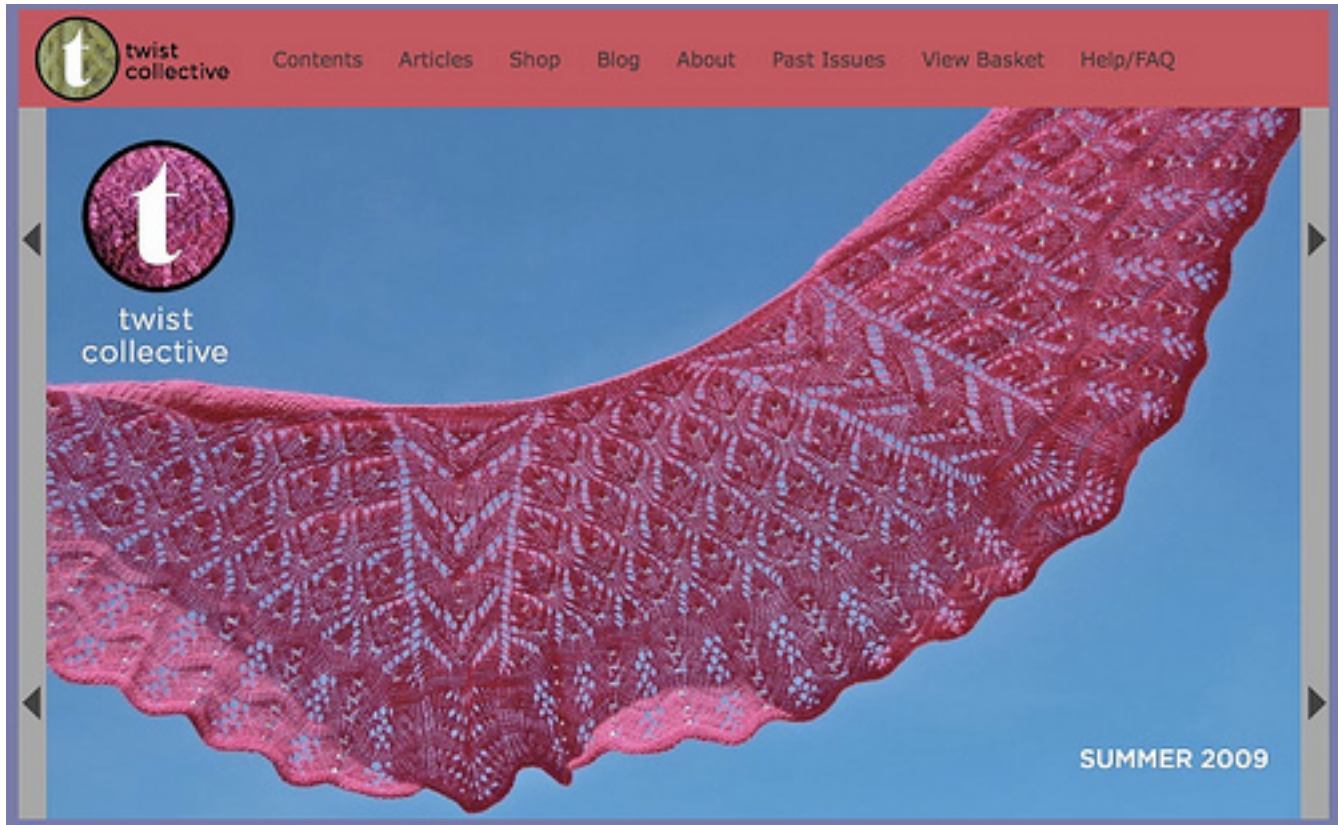 t twist
collective
Contents Articles Shop Blog About Past Issues View Basket Help/FAQ
t
twist
collective
SUMMER 2009